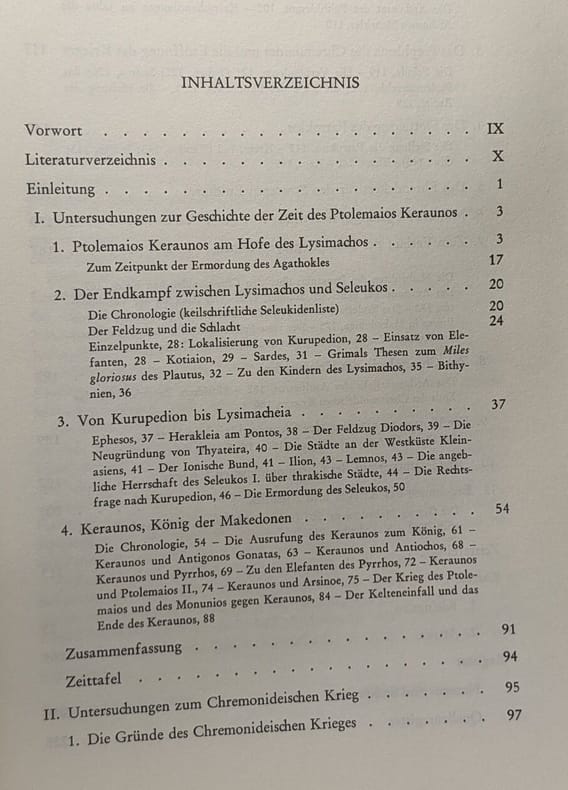 INHALTSVERZEICHNIS
Vorwort . . . . . . . . . . . . . . . . . . . IX
Literaturverzeichnis . . . . . . . . . . . . . . . . X
Einleitung . . . . . . . . . . . . . . . . . . . 1
I. Untersuchungen zur Geschichte der Zeit des Ptolemaios Keraunos . 3
1. Ptolemaios Keraunos am Hofe des Lysimachos . . . . . . 3
Zum Zeitpunkt der Ermordung des Agathokles 17
2. Der Endkampf zwischen Lysimachos und Seleukos . . . . . 20
Die Chronologie (keilschriftliche Seleukidenliste) 20
Der Feldzug und die Schlacht 24
Einzelpunkte, 28: Lokalisierung von Kurupedion, 28 – Einsatz von Ele-
fanten, 28 – Kotiaion, 29 – Sardes, 31 – Grimals Thesen zum Miles
gloriosus des Plautus, 32 – Zu den Kindern des Lysimachos, 35 – Bithy-
nien, 36
3. Von Kurupedion bis Lysimacheia . . . . . . . . . . 37
Ephesos, 37 – Herakleia am Pontos, 38 – Der Feldzug Diodors, 39 – Die
Neugründung von Thyateira, 40 – Die Städte an der Westküste Klein-
asiens, 41 – Der Ionische Bund, 41 – Ilion, 43 – Lemnos, 43 – Die angeb-
liche Herrschaft des Seleukos I. über thrakische Städte, 44 – Die Rechts-
frage nach Kurupedion, 46 – Die Ermordung des Seleukos, 50
4. Keraunos, König der Makedonen . . . . . . . . . . 54
Die Chronologie, 54 – Die Ausrufung des Keraunos zum König, 61 –
Keraunos und Antigonos Gonatas, 63 – Keraunos und Antiochos, 68 –
Keraunos und Pyrrhos, 69 – Zu den Elefanten des Pyrrhos, 72 – Keraunos
und Ptolemaios II., 74 – Keraunos und Arsinoe, 75 – Der Krieg des Ptole-
maios und des Monunios gegen Keraunos, 84 – Der Kelteneinfall und das
Ende des Keraunos, 88
Zusammenfassung . . . . . . . . . . . . . . . 91
Zeittafel . . . . . . . . . . . . . . . . . . 94
II. Untersuchungen zum Chremonideischen Krieg . . . . . . 95
1. Die Gründe des Chremonideischen Krieges . . . . . . . 97